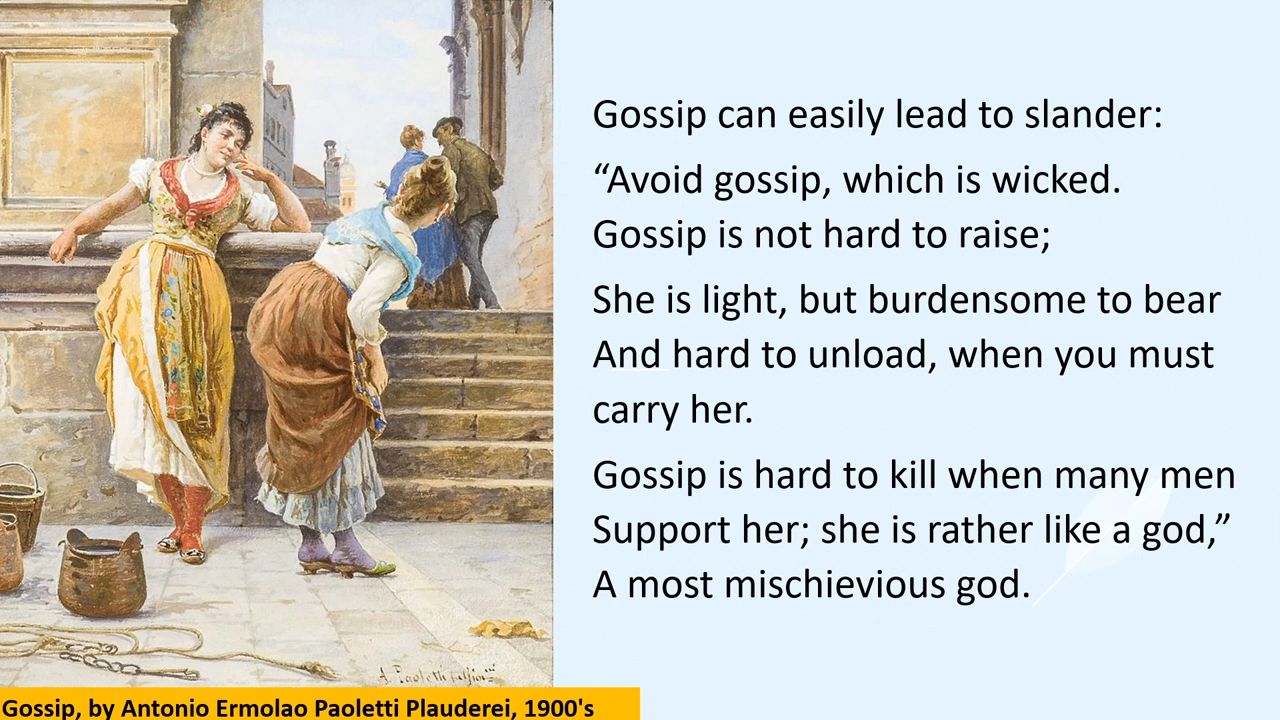 Gossip can easily lead to slander:
“Avoid gossip, which is wicked.
Gossip is not hard to raise;
She is light, but burdensome to bear
And hard to unload, when you must
carry her.
Gossip is hard to kill when many men
Support her; she is rather like a god,”
A most mischievious god.
Gossip, by Antonio Ermolao Paoletti Plauderei, 1900's